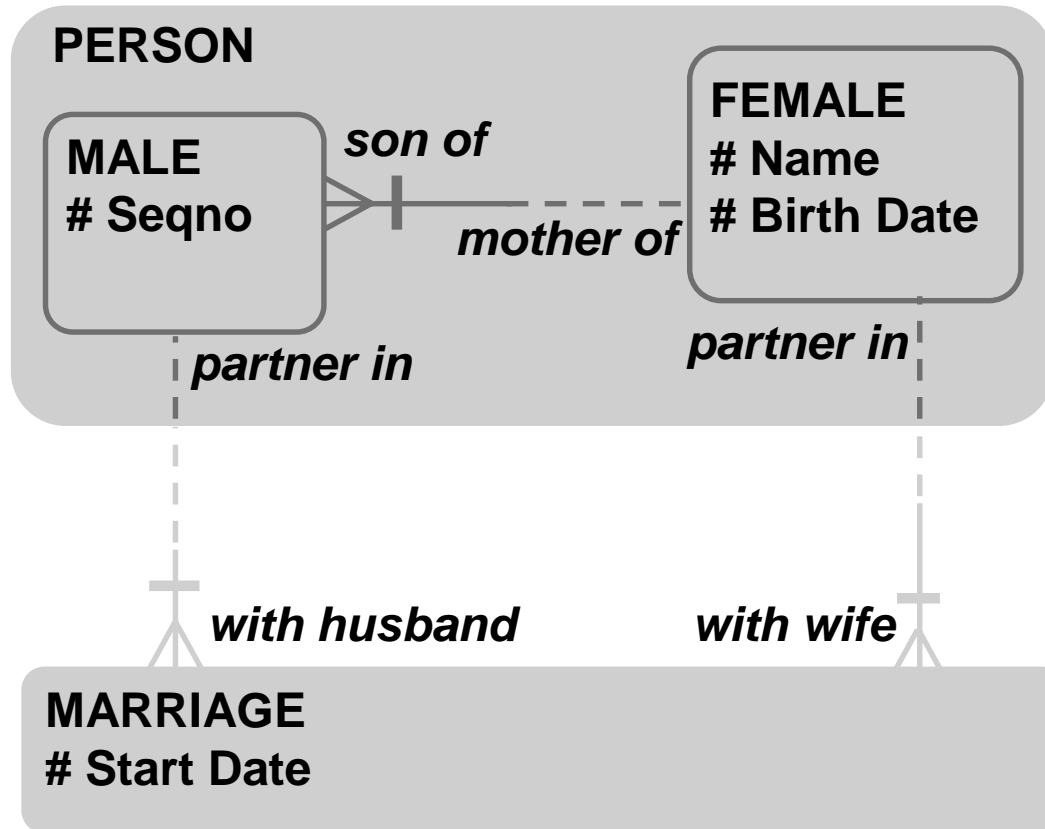 PERSON
MALE
# Seqno
son of
mother of
FEMALE
# Name
# Birth Date
partner in
partner in
with husband
with wife
MARRIAGE
# Start Date